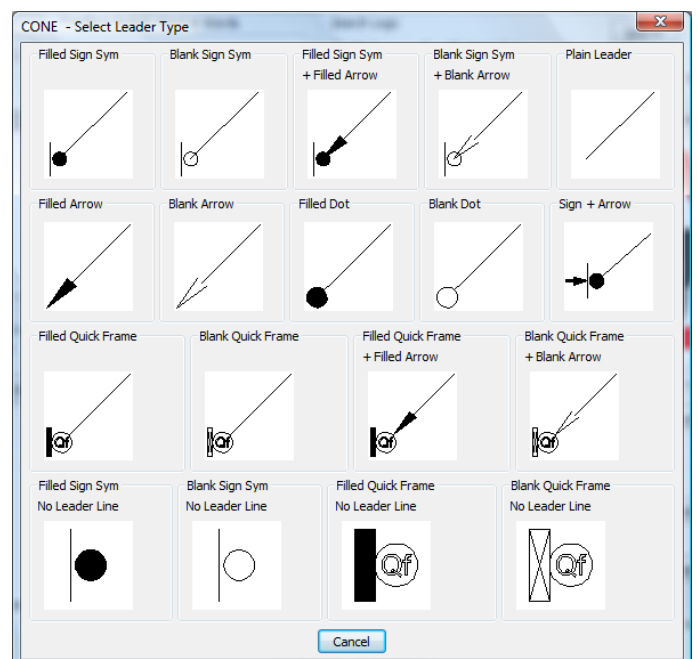 CONE - Select Leader Type
Filled Sign Sym
Blank Sign Sym
Filled Sign Sym
+ Filled Arrow
Blank Sign Sym
+ Blank Arrow
Plain Leader
Filled Arrow
Blank Arrow
Filled Dot
Blank Dot
Sign + Arrow
Filled Quick Frame
Blank Quick Frame
Filled Quick Frame
+ Filled Arrow
Blank Quick Frame
+ Blank Arrow
Qf
Qf
Qf
Qf
Filled Sign Sym
No Leader Line
Blank Sign Sym
No Leader Line
Filled Quick Frame
No Leader Line
Blank Quick Frame
No Leader Line
Qf
Qf
Cancel